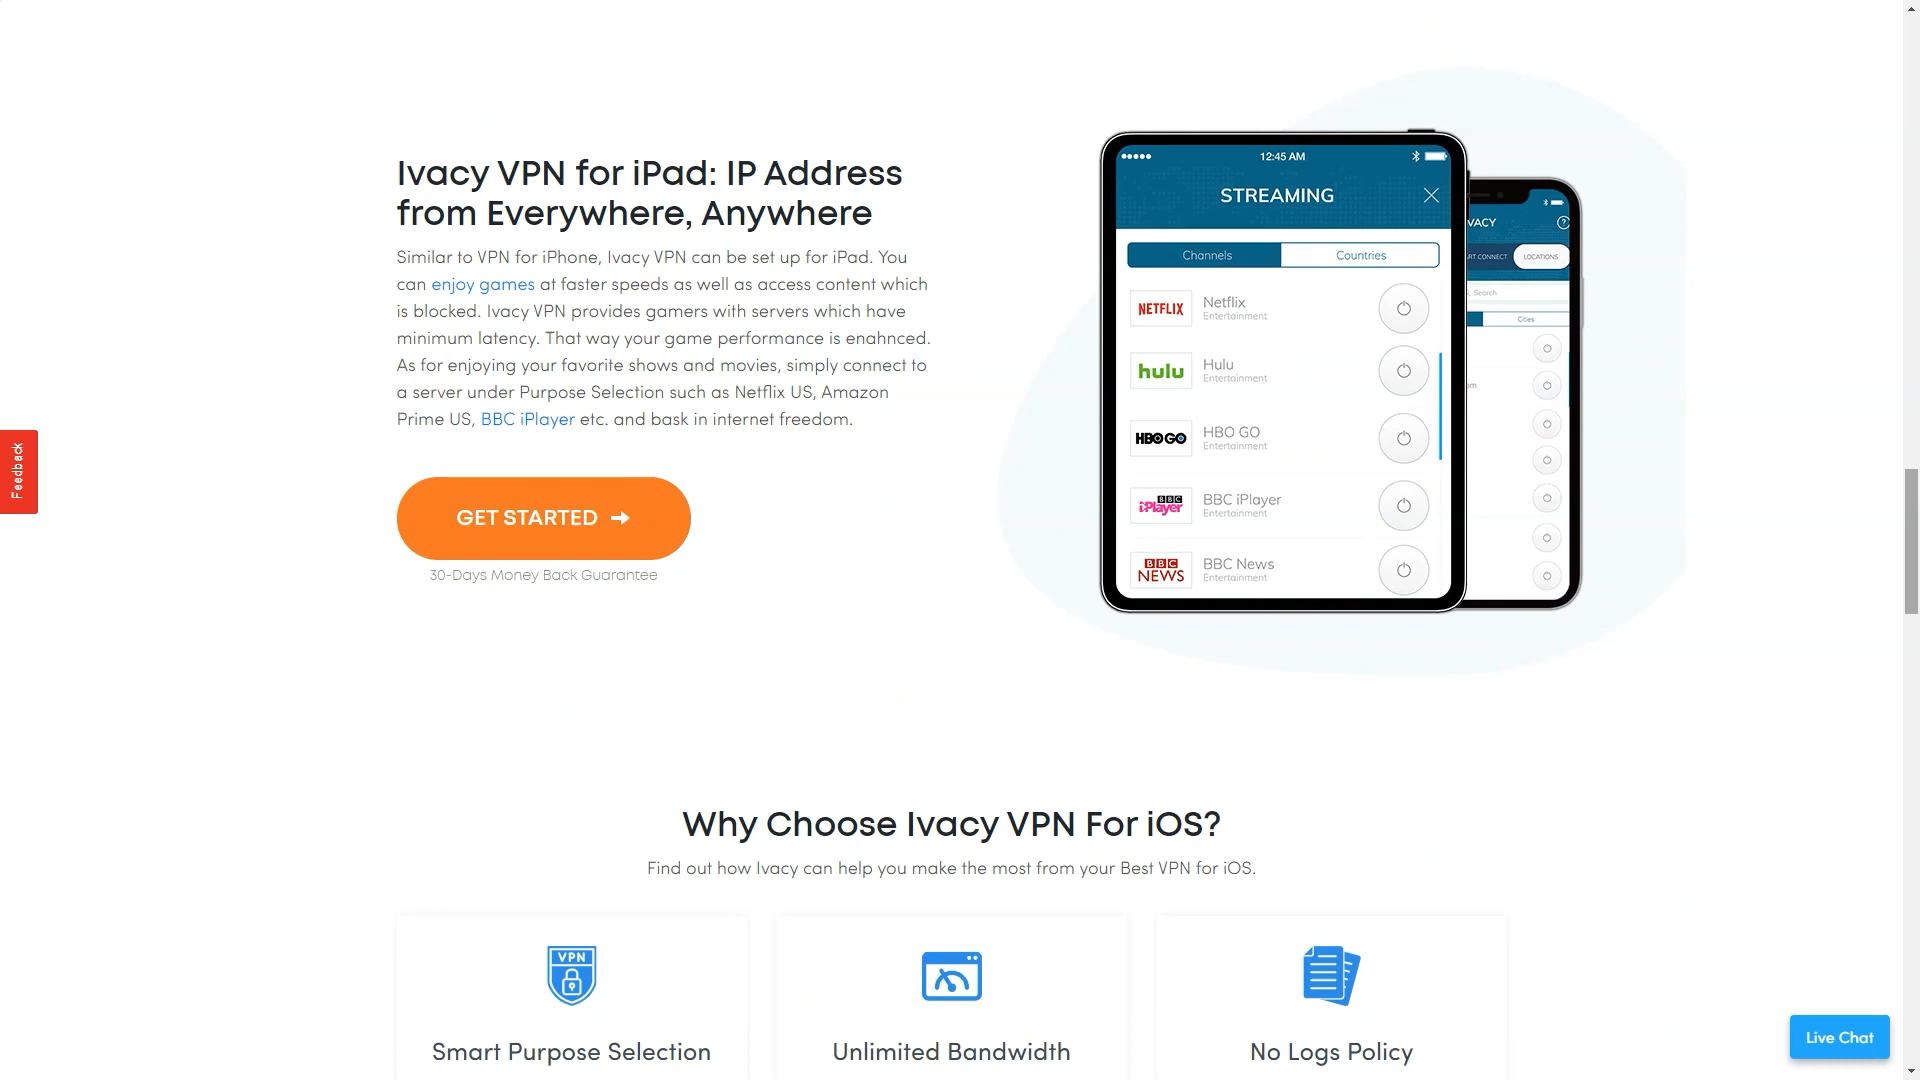 Ivacy VPN for iPad: IP Address
from Everywhere, Anywhere
Similar to VPN for iPhone, Ivacy VPN can be set up for iPad. You
can enjoy games at faster speeds as well as access content which
is blocked. Ivacy VPN provides gamers with servers which have
minimum latency. That way your game performance is enahnced.
As for enjoying your favorite shows and movies, simply connect to
a server under Purpose Selection such as Netflix US, Amazon
Prime US, BBC iPlayer etc. and bask in internet freedom.
GET STARTED
30-Days Money Back Guarantee
Feedback
12:45 AM
STREAMING
Channels
Countries
NETFLIX
Netflix
Entertainment
hulu
Hulu
Entertainment
HBO GO
HBO GO
Entertainment
BBC
iPlayer
BBC iPlayer
Entertainment
BBC
NEWS
BBC News
Entertainment
VACY
?
RT CONNECT
LOCATIONS
Search
Cities
om
Why Choose Ivacy VPN For iOS?
Find out how Ivacy can help you make the most from your Best VPN for iOS.
VPN
Smart Purpose Selection
Unlimited Bandwidth
No Logs Policy
Live Chat